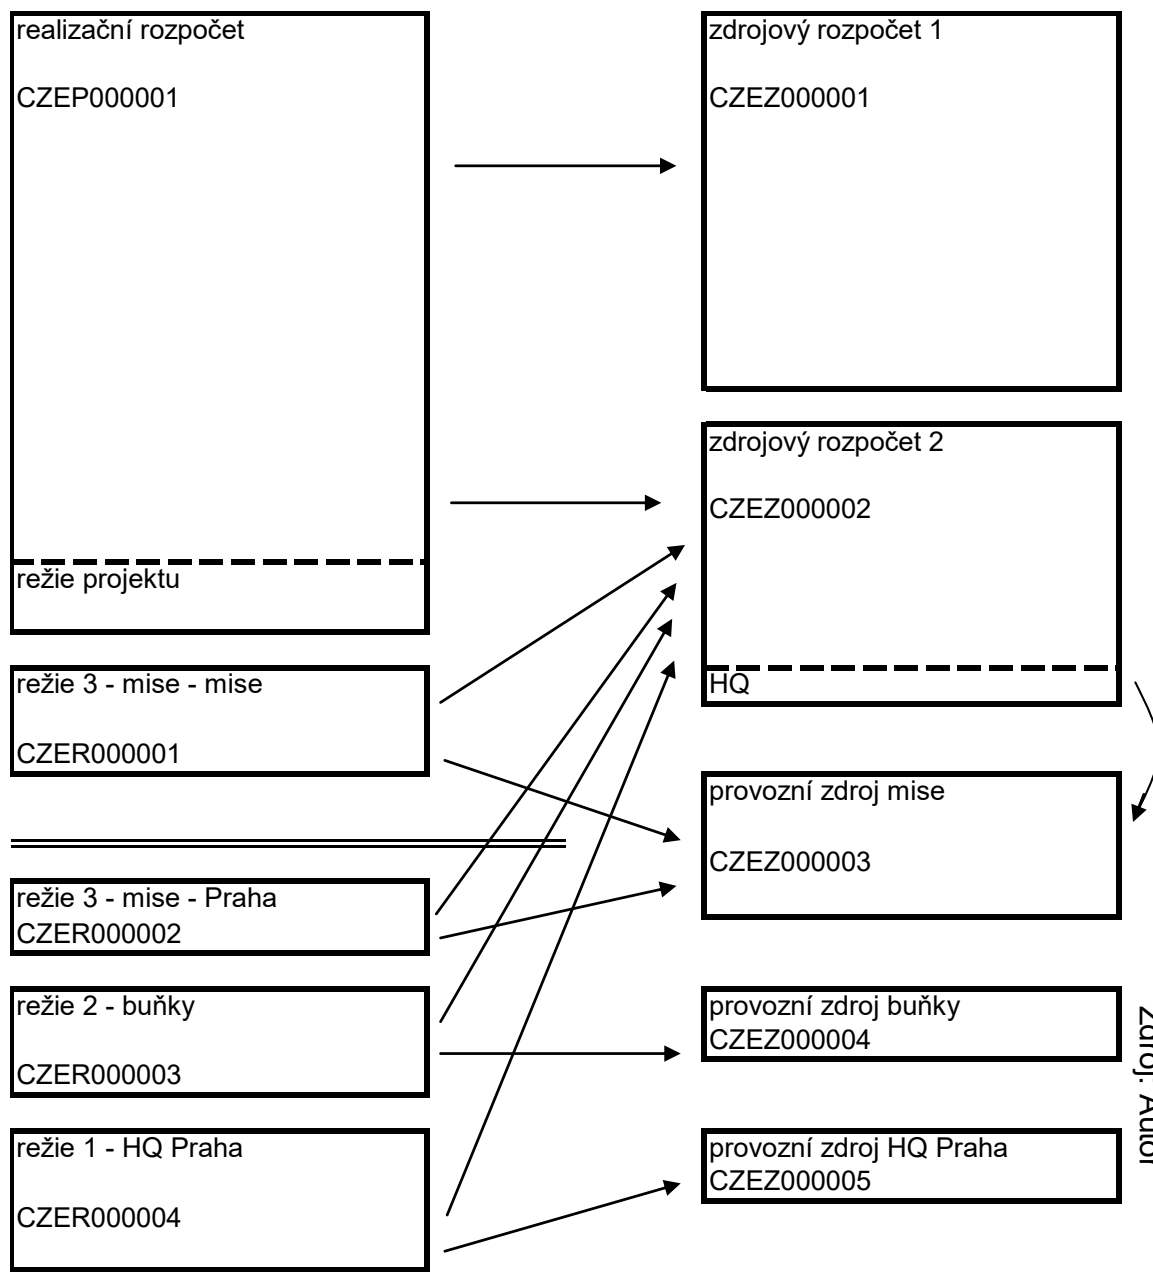 realizační rozpočet
CZEP000001
režie projektu
režie 3 - mise - mise
CZER000001
režie 3 - mise - Praha
CZER000002
režie 2 - buňky
CZER000003
režie 1 - HQ Praha
CZER000004
zdrojový rozpočet 1
CZEZ000001
zdrojový rozpočet 2
CZEZ000002
HQ
provozní zdroj mise
CZEZ000003
provozní zdroj buňky
CZEZ000004
provozní zdroj HQ Praha
CZEZ000005
Zdroj: Autor